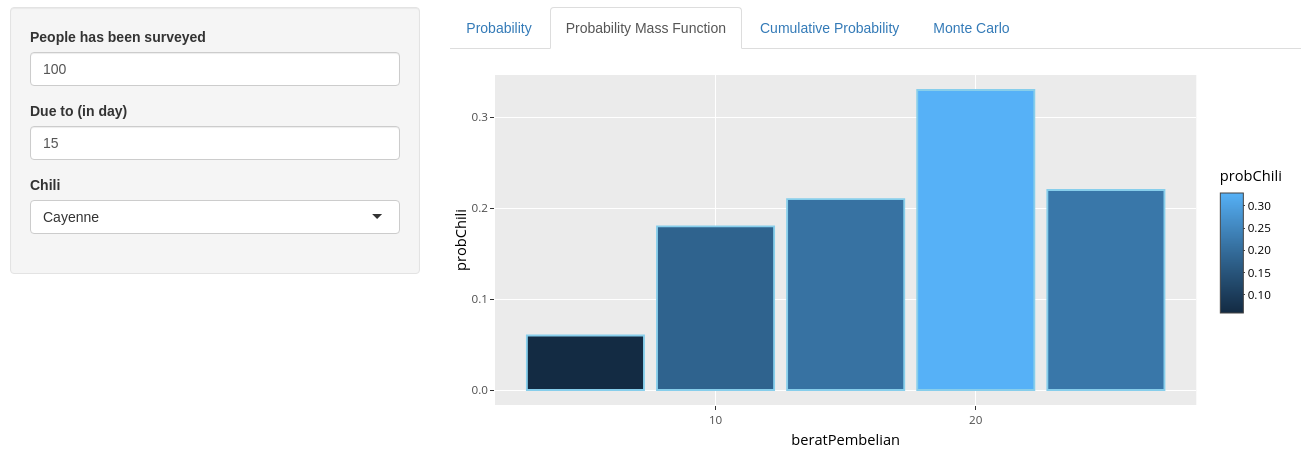 People has been surveyed
100
Due to (in day)
15
Chili
Cayenne
Probability
Probability Mass Function
Cumulative Probability
Monte Carlo
probChili
0.3
0.2
0.1
0.0
10
20
beratPembelian
probChili
0.30
0.25
0.20
0.15
0.10